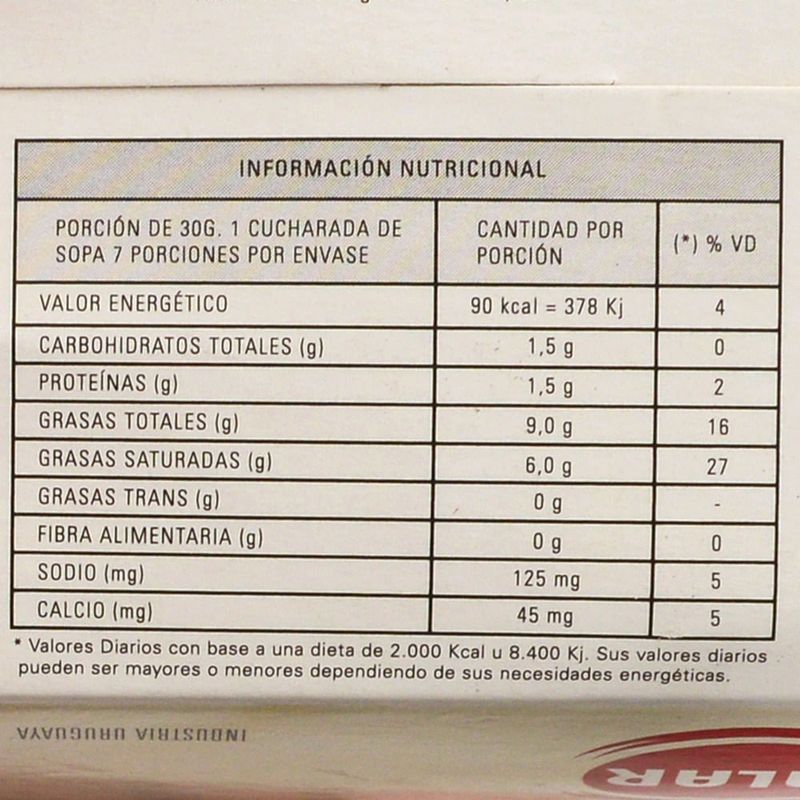 INFORMACIÓN NUTRICIONAL
PORCIÓN DE 30G. 1 CUCHARADA DE
SOPA 7 PORCIONES POR ENVASE
CANTIDAD POR
PORCIÓN
(*) % VD
VALOR ENERGÉTICO 90 kcal = 378 Kj 4
CARBOHIDRATOS TOTALES (g) 1,5 g 0
PROTEÍNAS (g) 1,5 g 2
GRASAS TOTALES (g) 9,0 g 16
GRASAS SATURADAS (g) 6,0 g 27
GRASAS TRANS (g) 0 g -
FIBRA ALIMENTARIA (g) 0 g 0
SODIO (mg) 125 mg 5
CALCIO (mg) 45 mg 5
* Valores Diarios con base a una dieta de 2.000 Kcal u 8.400 Kj. Sus valores diarios
pueden ser mayores o menores dependiendo de sus necesidades energéticas.
INDUSTRIA URUGUAYA